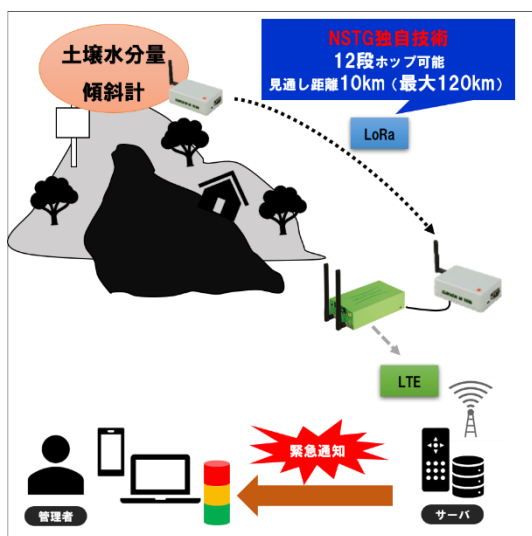 土壌水分量
傾斜計
NSTG独自技術
12段ホップ可能
見通し距離10km（最大120km）
LoRa
LTE
緊急通知
管理者
サーバ